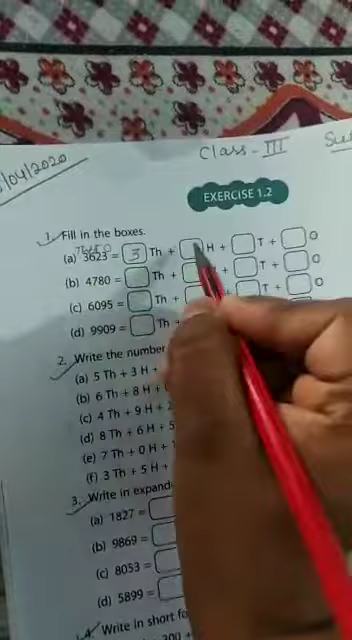 /04/2020
Class - III
EXERCISE 1.2
1. Fill in the boxes.
(a) 3623 = 3 Th + H + T + O
(b) 4780 = Th + + T + O
(c) 6095 = Th + + T + O
(d) 9909 = Th +
2. Write the number
(a) 5 Th + 3 H +
(b) 6 Th + 8 H +
(c) 4 Th + 9 H + 2
(d) 8 Th + 6 H + 5
(e) 7 Th + 0 H +
(f) 3 Th + 5 H +
3. Write in expand
(a) 1827 =
(b) 9869 =
(c) 8053 =
(d) 5899 =
4. Write in short fo
300 +